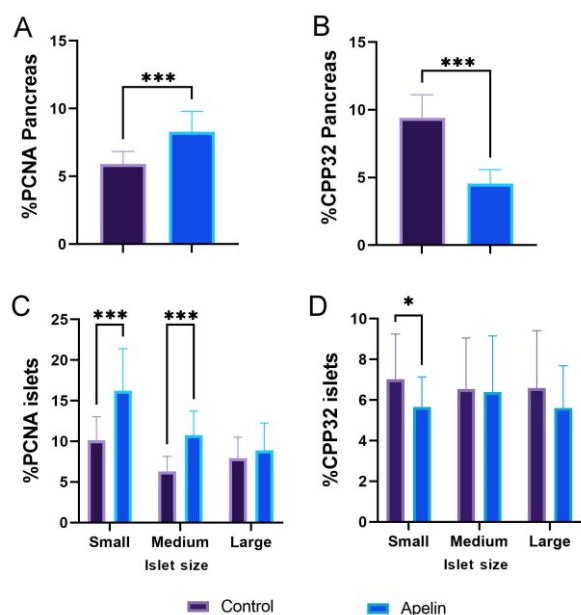 A
%PCNA Pancreas
15
10
5
0
***
B
%CPP32 Pancreas
15
10
5
0
***
C
%PCNA islets
25
20
15
10
5
0
***
***
Small Medium Large
Islet size
D
%CPP32 islets
10
8
6
4
2
0
*
Small Medium Large
Islet size
Control Apelin